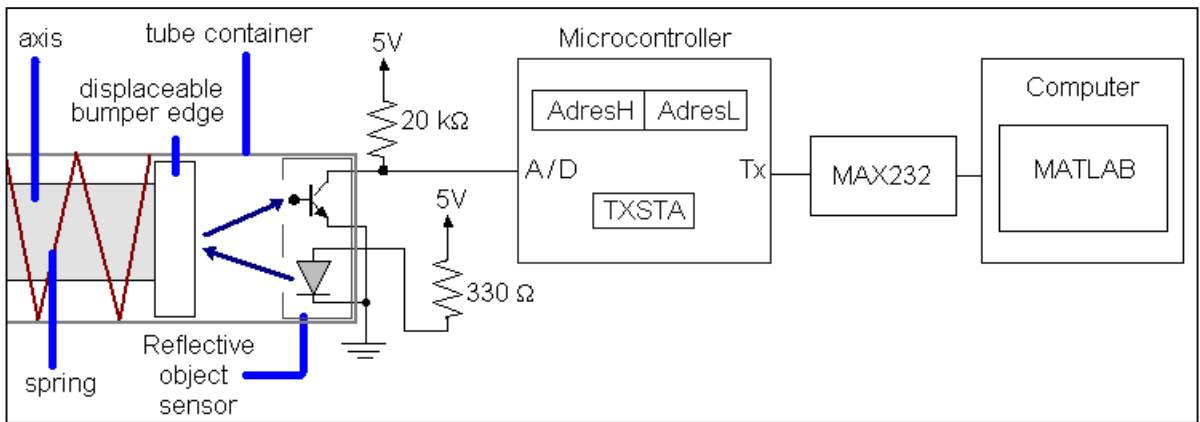 axis
tube container
displaceable
bumper edge
5V
20 kΩ
5V
330 Ω
Reflective
object
sensor
spring
Microcontroller
AdresH
AdresL
A/D
Tx
TXSTA
MAX232
Computer
MATLAB